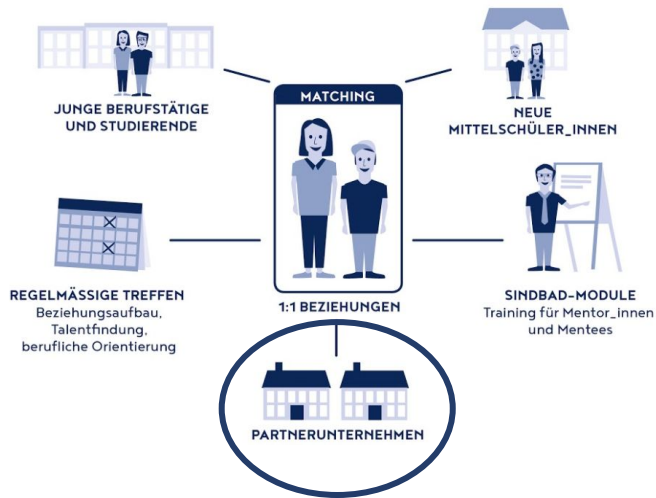 JUNGE BERUFSTÄTIGE
UND STUDIERENDE
MATCHING
NEUE
MITTELSCHÜLER_INNEN
REGELMÄSSIGE TREFFEN
Beziehungsaufbau,
Talentfindung,
berufliche Orientierung
1:1 BEZIEHUNGEN
SINDBAD-MODULE
Training für Mentor_innen
und Mentees
PARTNERUNTERNEHMEN